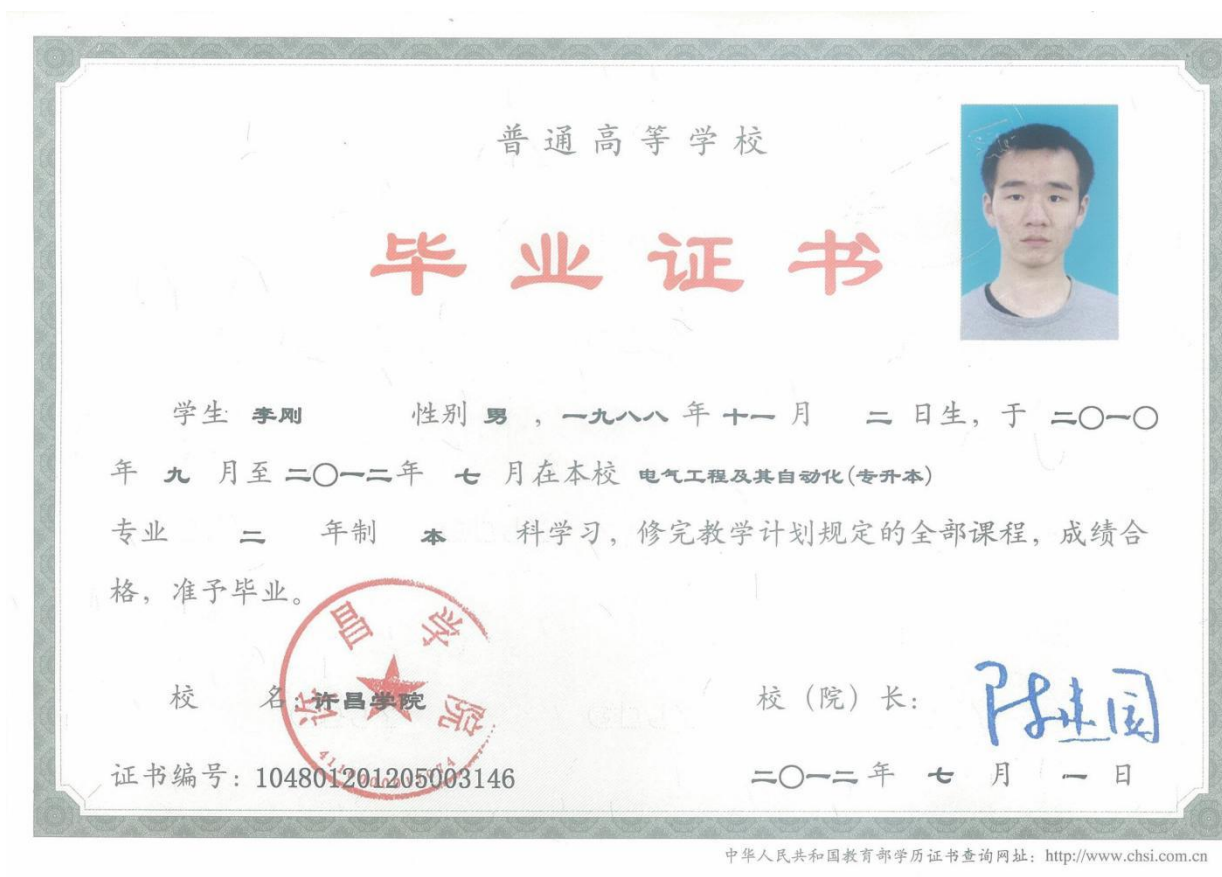 普通高等学校
毕业证书
学生 李刚 性别 男 ，一九八八 年 十一 月 二 日生，于 二〇一〇
年 九 月至 二〇一二年 七 月在本校 电气工程及其自动化(专升本)
专业 二 年制 本 科学习，修完教学计划规定的全部课程，成绩合
格，准予毕业。
许昌学院
校 名：许昌学院 校（院）长：陈建国
证书编号：104801201205003146 二〇一二 年 七 月 一 日
中华人民共和国教育部学历证书查询网址：http://www.chsi.com.cn